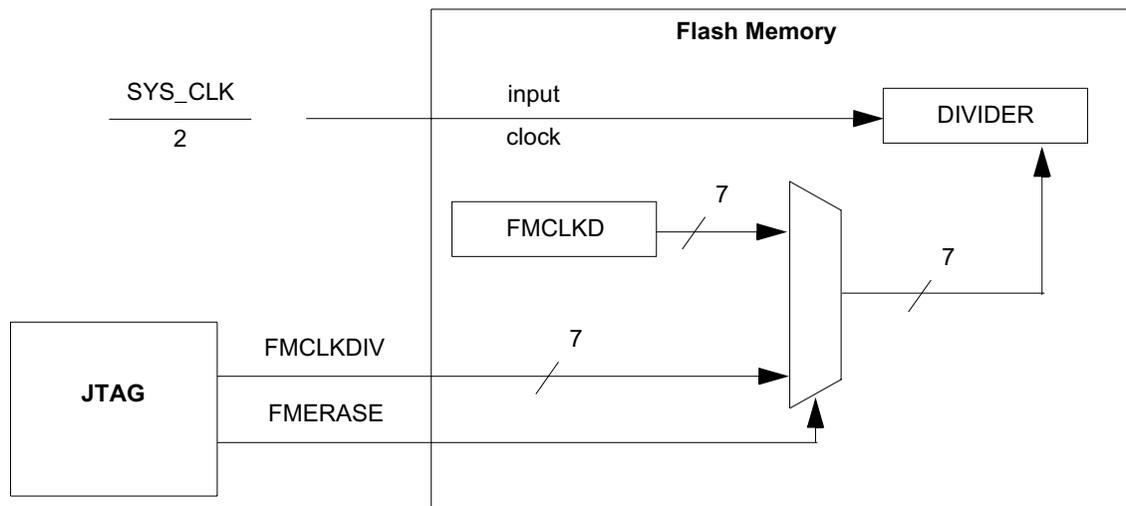 Flash Memory
SYS_CLK
2
input
clock
DIVIDER
7
FMCLKD
7
7
FMCLKDIV
JTAG
FMERASE